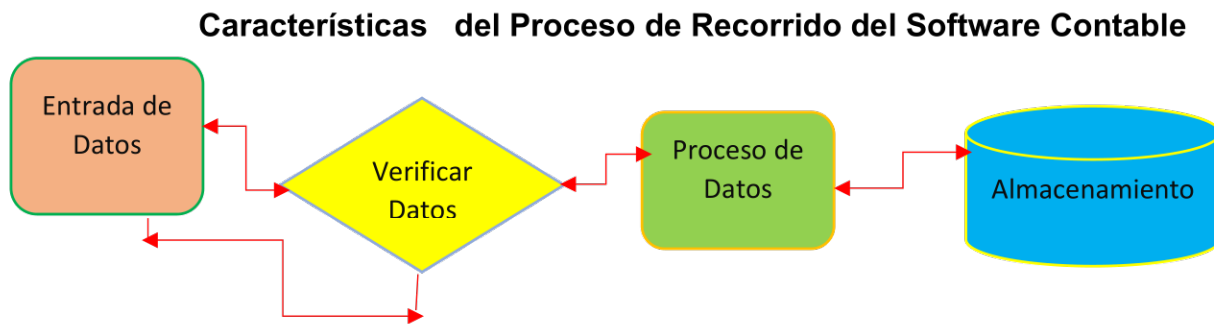 Características del Proceso de Recorrido del Software Contable
Entrada de
Datos
Verificar
Datos
Proceso de
Datos
Almacenamiento